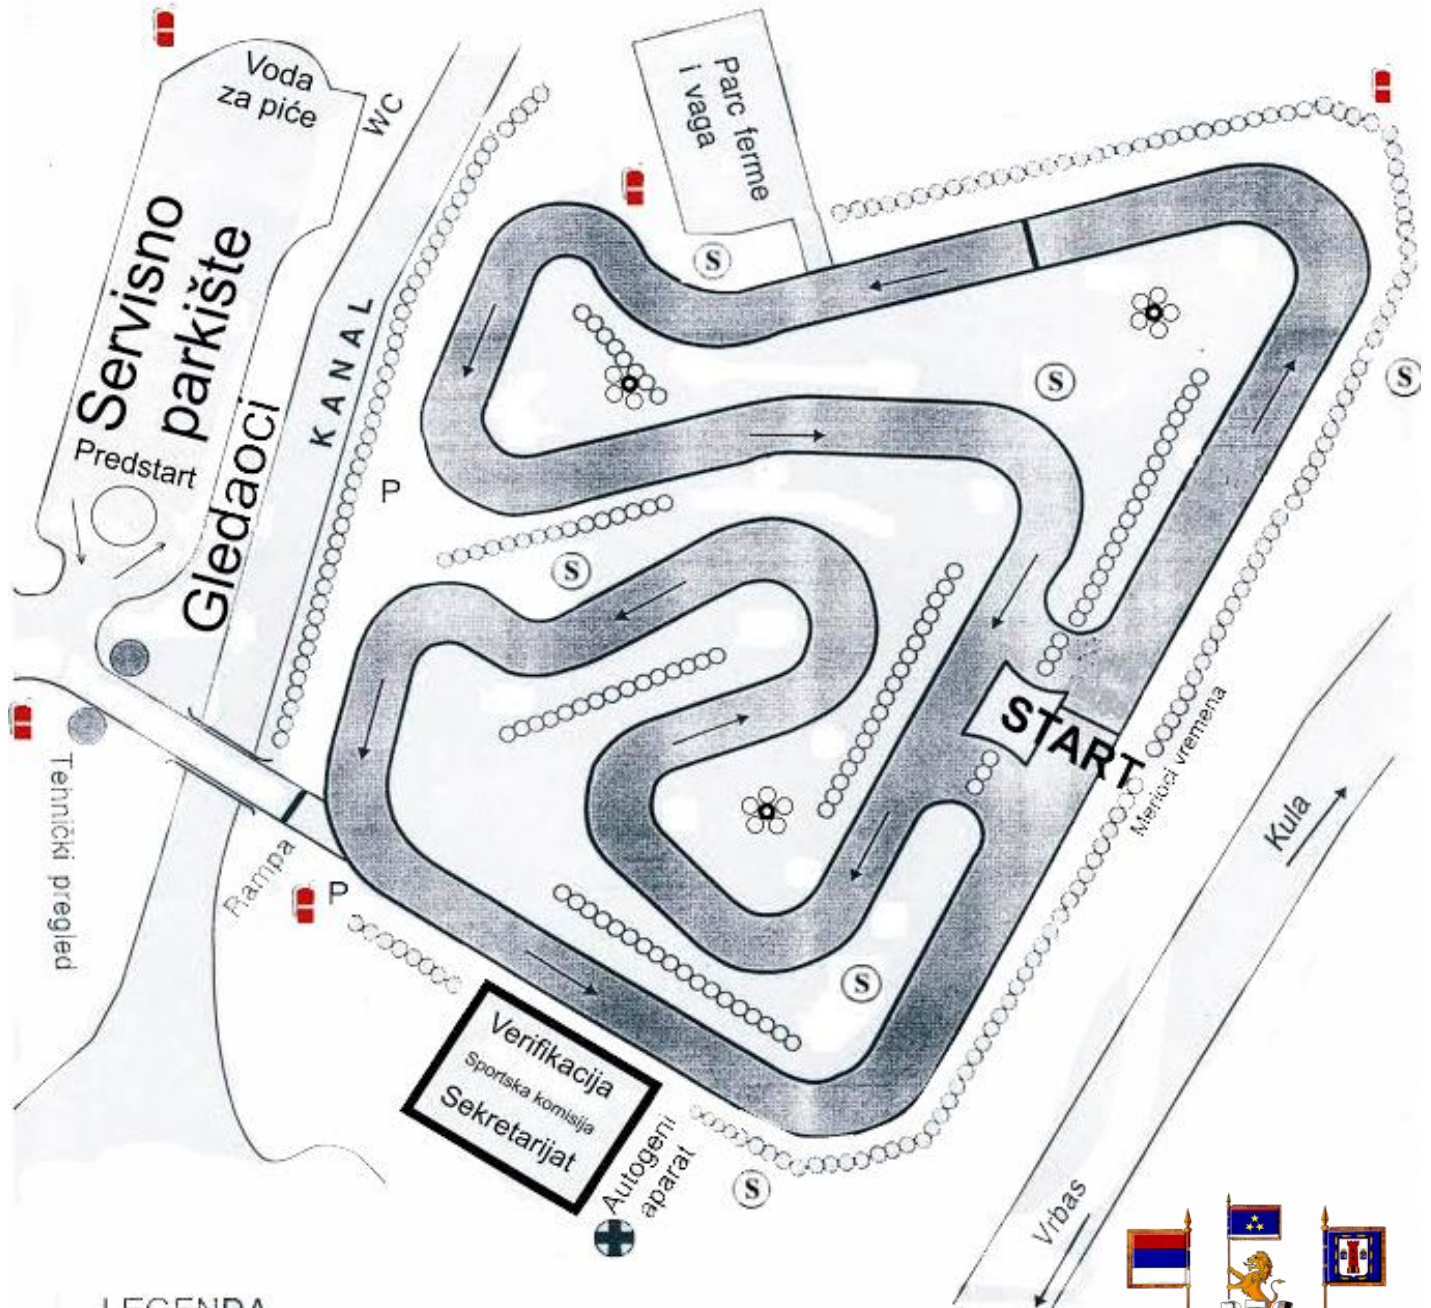 Voda
za piće
WC
Parc ferme
i vaga
Servisno
parkište
Predstart
Gledaoci
KANAL
P
S
S
S
S
S
S
START
Merioci vremena
Kula
Tehnički pregled
Rampa
P
Verifikacija
Sportska komisija
Sekretarijat
Autogeni
aparat
Vrbas
LEGENDA